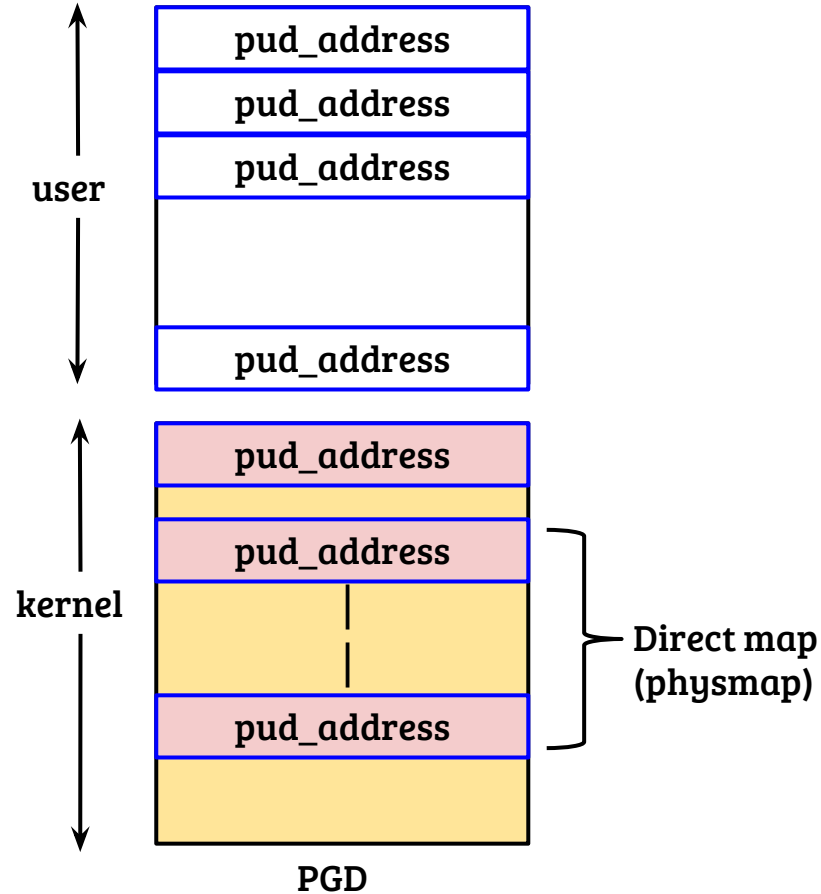 pud_address
pud_address
pud_address
user
pud_address
pud_address
pud_address
kernel
Direct map
(physmap)
pud_address
PGD